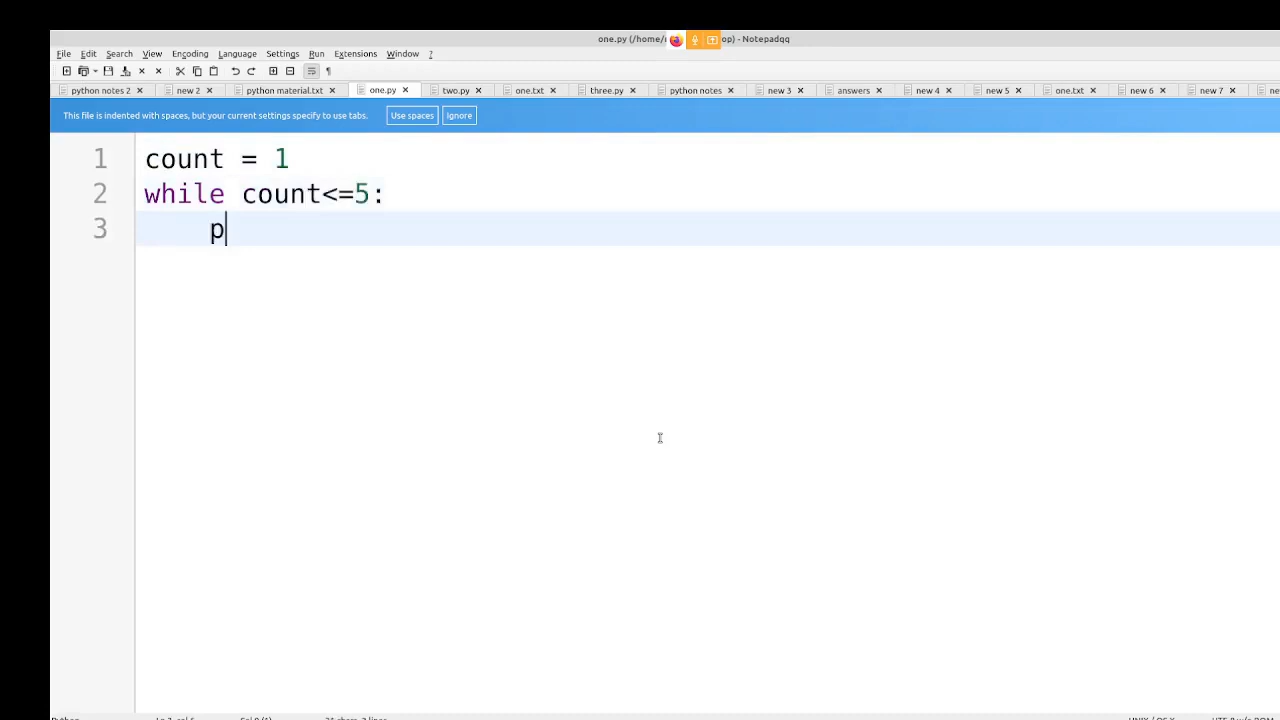 one.py (/home/ op) - Notepadqq
File Edit Search View Encoding Language Settings Run Extensions Window ?
python notes 2 new 2 python material.txt one.py two.py one.txt three.py python notes new 3 answers new 4 new 5 one.txt new 6 new 7
This file is indented with spaces, but your current settings specify to use tabs. Use spaces Ignore
1 count = 1
2 while count<=5:
3 p